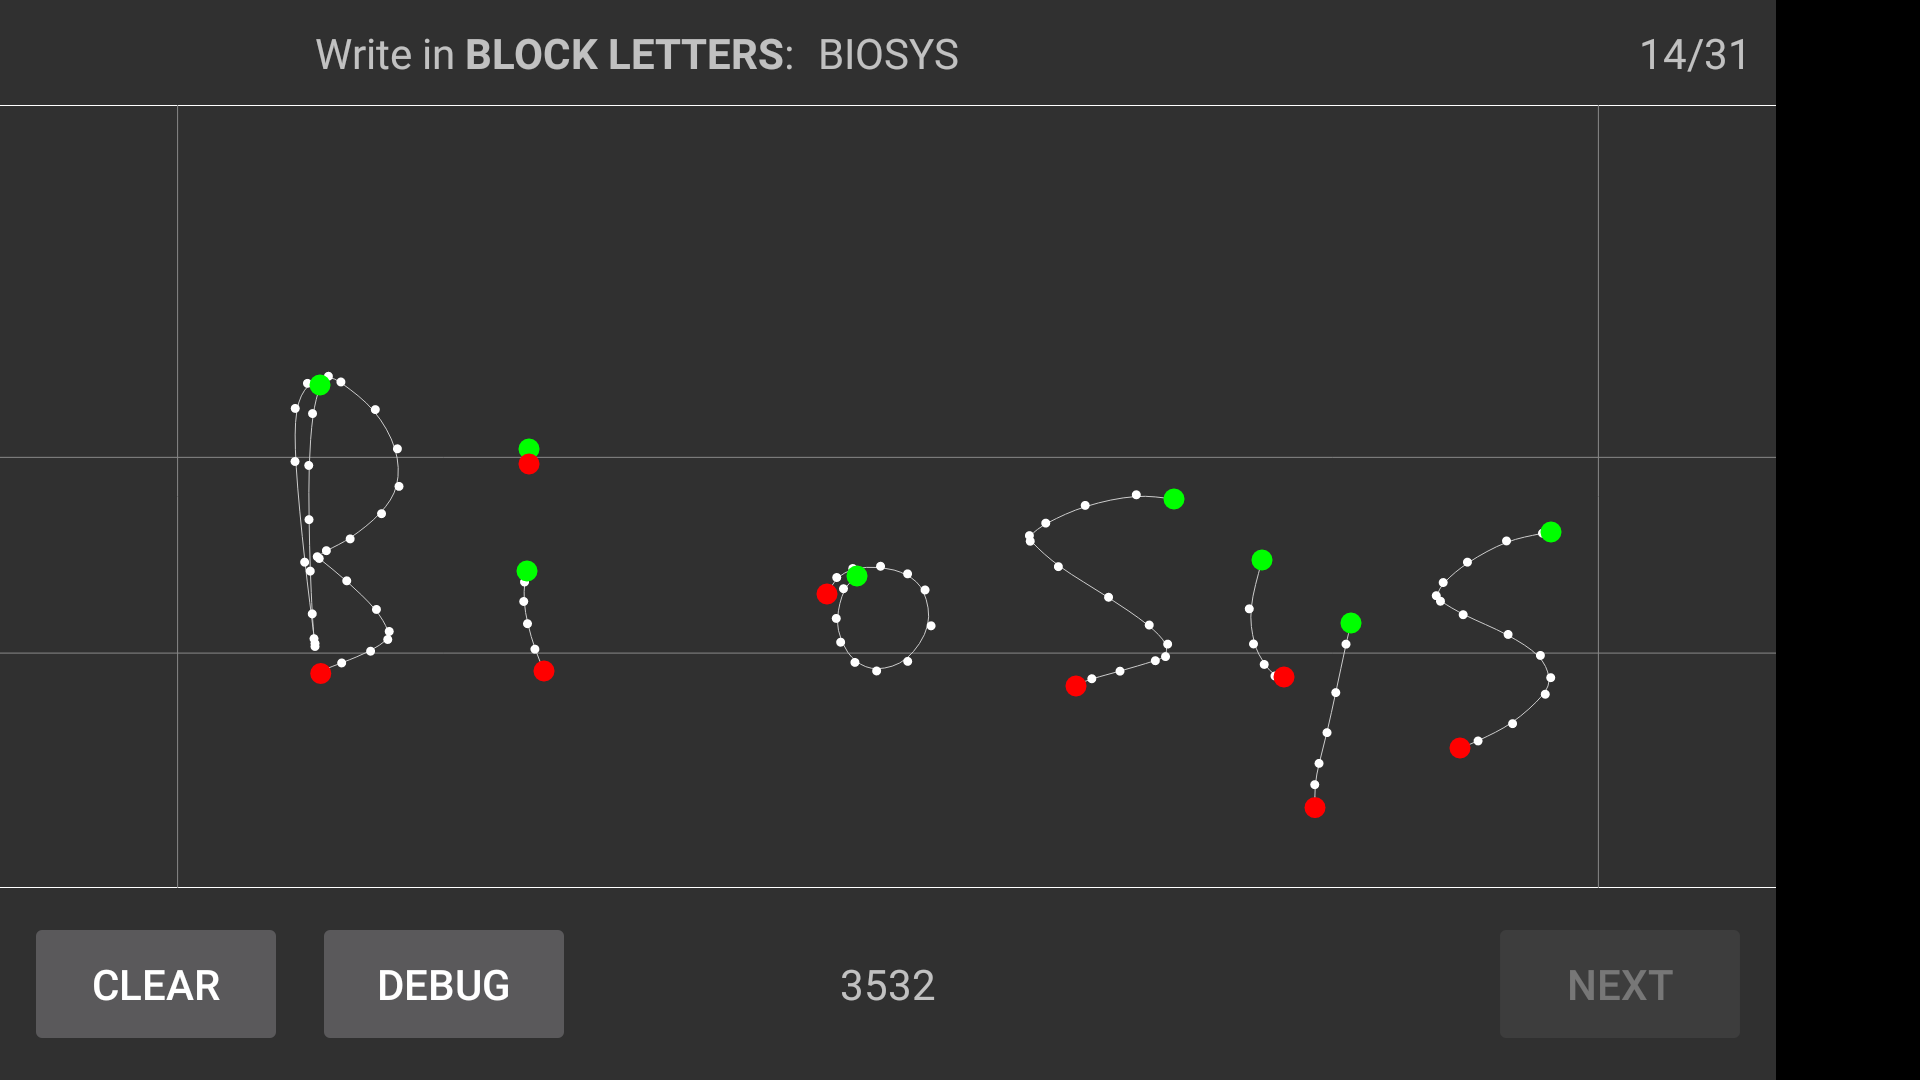 Write in BLOCK LETTERS: BIOSYS 14/31
BioSyS
CLEAR DEBUG 3532 NEXT